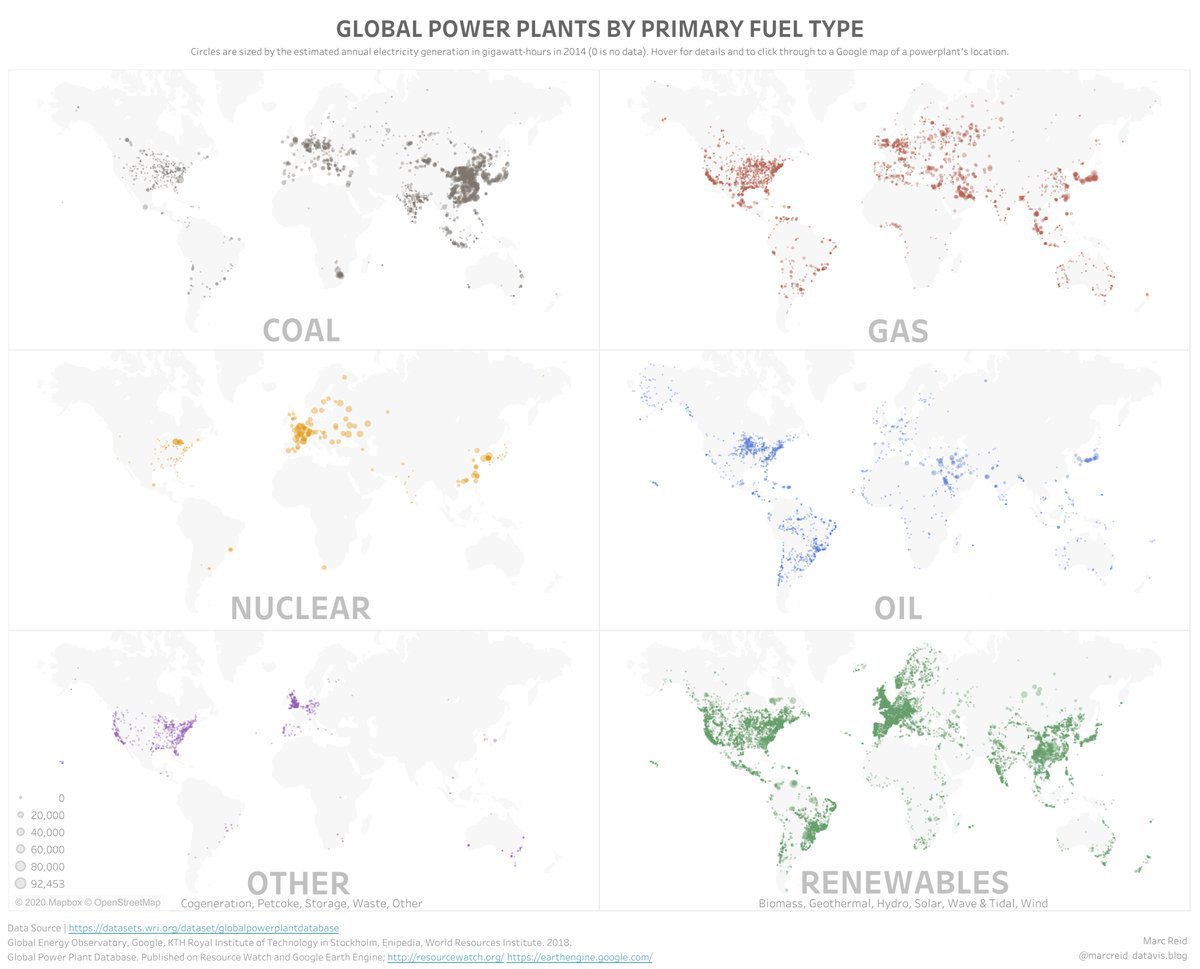 GLOBAL POWER PLANTS BY PRIMARY FUEL TYPE
Circles are sized by the estimated annual electricity generation in gigawatt-hours in 2014 (0 is no data). Hover for details and to click through to a Google map of a powerplant's location.
COAL
GAS
NUCLEAR
OIL
0
20,000
40,000
60,000
80,000
92,453
OTHER
Cogeneration, Petcoke, Storage, Waste, Other
© 2020 Mapbox © OpenStreetMap
RENEWABLES
Biomass, Geothermal, Hydro, Solar, Wave & Tidal, Wind
Data Source | https://datasets.wri.org/dataset/globalpowerplantdatabase
Global Energy Observatory, Google, KTH Royal Institute of Technology in Stockholm, Enipedia, World Resources Institute. 2018.
Global Power Plant Database. Published on Resource Watch and Google Earth Engine; http://resourcewatch.org/ https://earthengine.google.com/
Marc Reid
@marcreid_datavis.blog